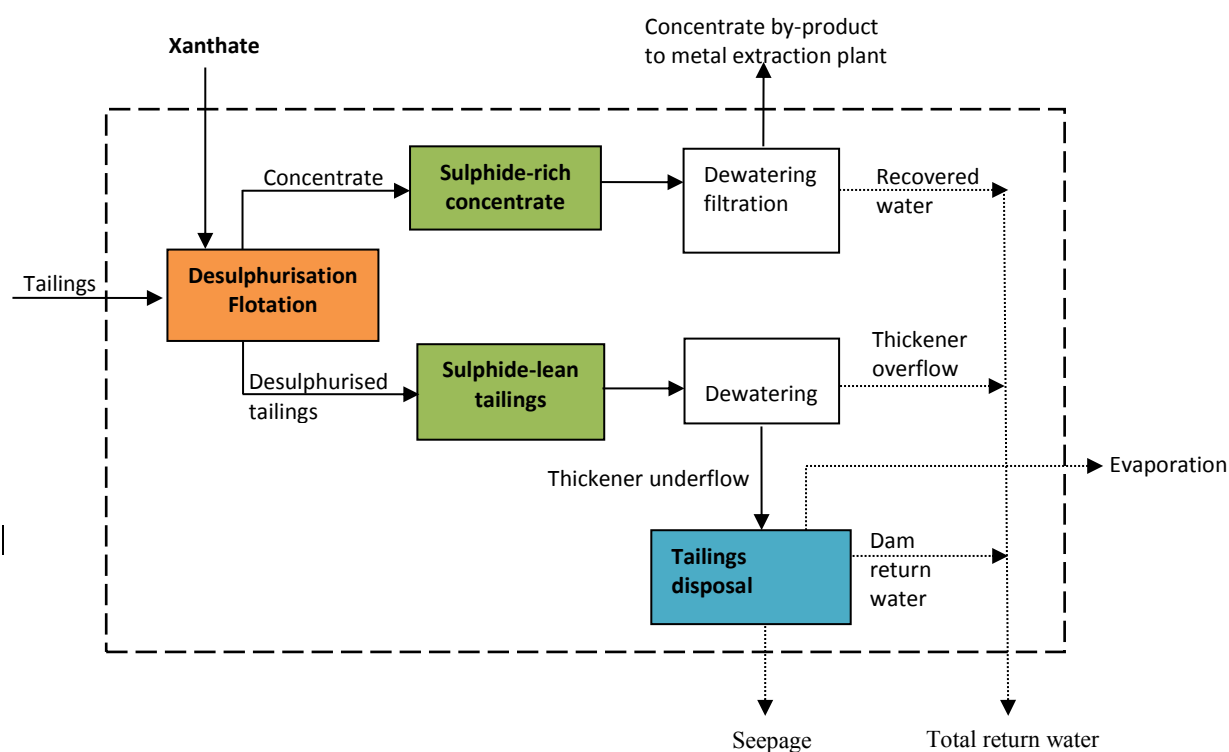 Concentrate by-product
to metal extraction plant
Xanthate
Concentrate
Sulphide-rich
concentrate
Dewatering
filtration
Recovered
water
Tailings
Desulphurisation
Flotation
Desulphurised
tailings
Sulphide-lean
tailings
Dewatering
Thickener
overflow
Thickener underflow
Evaporation
Tailings
disposal
Dam
return
water
Seepage
Total return water